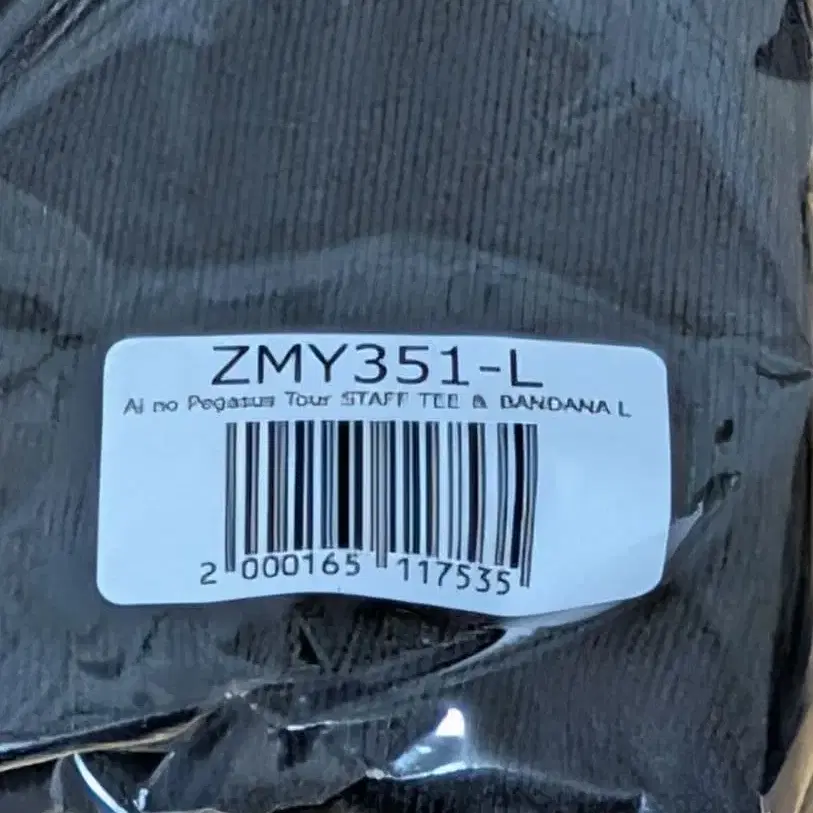 ZMY351-L
Ai no Pegasus Tour STAFF TEE & BANDANA L
2 000165 117535